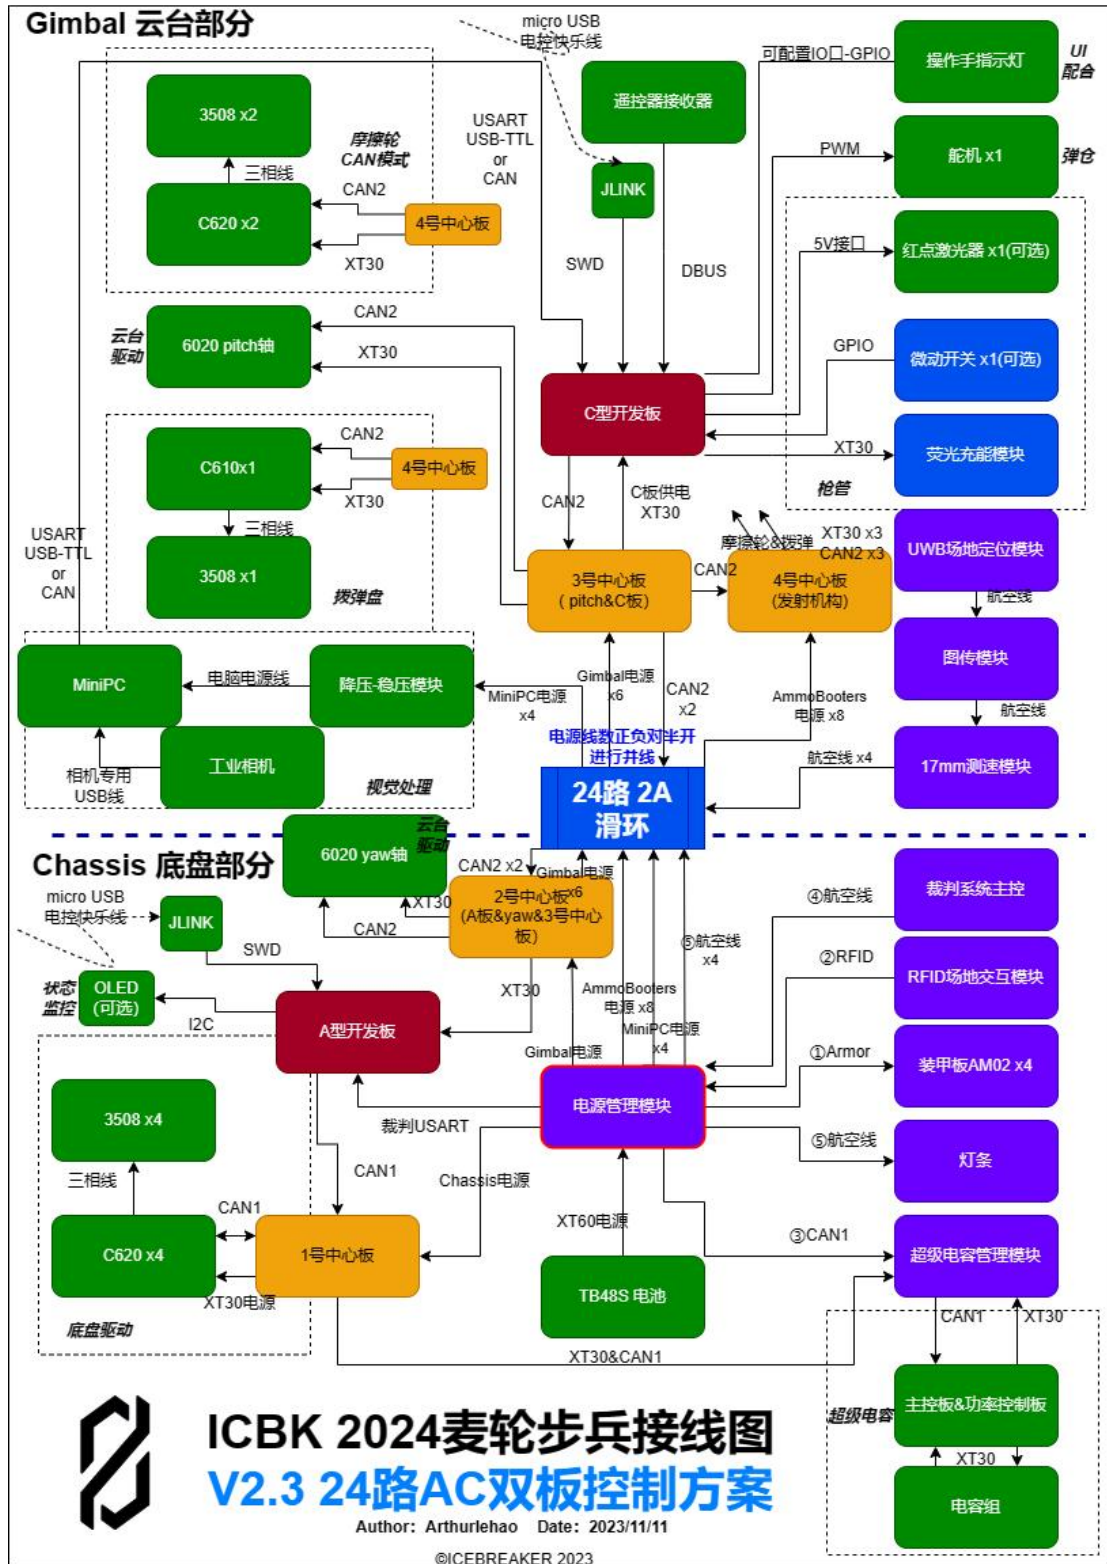 Gimbal 云台部分
micro USB
电控快乐线
可配置IO口-GPIO
操作手指示灯
UI
配合
3508 x2
摩擦轮
CAN模式
三相线
CAN2
C620 x2
4号中心板
XT30
USART
USB-TTL
or
CAN
遥控器接收器
JLINK
SWD
DBUS
PWM
舵机 x1
弹仓
5V接口
红点激光器 x1(可选)
GPIO
微动开关 x1(可选)
XT30
荧光充能模块
枪管
云台
驱动
6020 pitch轴
CAN2
XT30
C型开发板
C610x1
CAN2
4号中心板
XT30
三相线
3508 x1
拨弹盘
USART
USB-TTL
or
CAN
CAN2
C板供电
XT30
摩擦轮&拨弹
XT30 x3
CAN2 x3
3号中心板
( pitch&C板)
CAN2
4号中心板
(发射机构)
UWB场地定位模块
航空线
图传模块
航空线
17mm测速模块
航空线 x4
MiniPC
电脑电源线
降压-稳压模块
MiniPC电源
x4
Gimbal电源
x6
CAN2
x2
AmmoBooters
电源 x8
工业相机
相机专用
USB线
视觉处理
电源线数正负对半开
进行并线
24路 2A
滑环
Chassis 底盘部分
云台
驱动
6020 yaw轴
CAN2 x2
Gimbal电源
x6
XT30
CAN2
2号中心板
(A板&yaw&3号中心
板)
micro USB
电控快乐线
JLINK
SWD
状态
监控
OLED
(可选)
I2C
A型开发板
XT30
⑤航空线
x4
AmmoBooters
电源 x8
MiniPC电源
x4
Gimbal电源
④航空线
裁判系统主控
②RFID
RFID场地交互模块
①Armor
装甲板AM02 x4
电源管理模块
裁判USART
⑤航空线
灯条
3508 x4
三相线
CAN1
CAN1
Chassis电源
C620 x4
1号中心板
XT30电源
底盘驱动
XT60电源
TB48S 电池
③CAN1
超级电容管理模块
XT30&CAN1
CAN1
XT30
超级电容
主控板&功率控制板
XT30
电容组
ICBK 2024麦轮步兵接线图
V2.3 24路AC双板控制方案
Author: Arthurlehao Date: 2023/11/11
©ICEBREAKER 2023